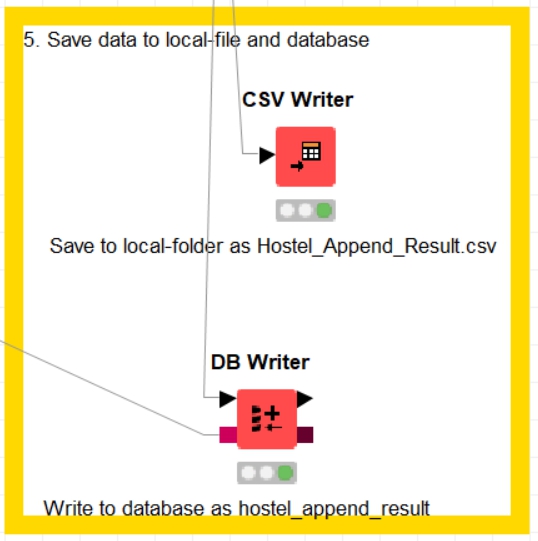 5. Save data to local-file and database
CSV Writer
Save to local-folder as Hostel_Append_Result.csv
DB Writer
Write to database as hostel_append_result